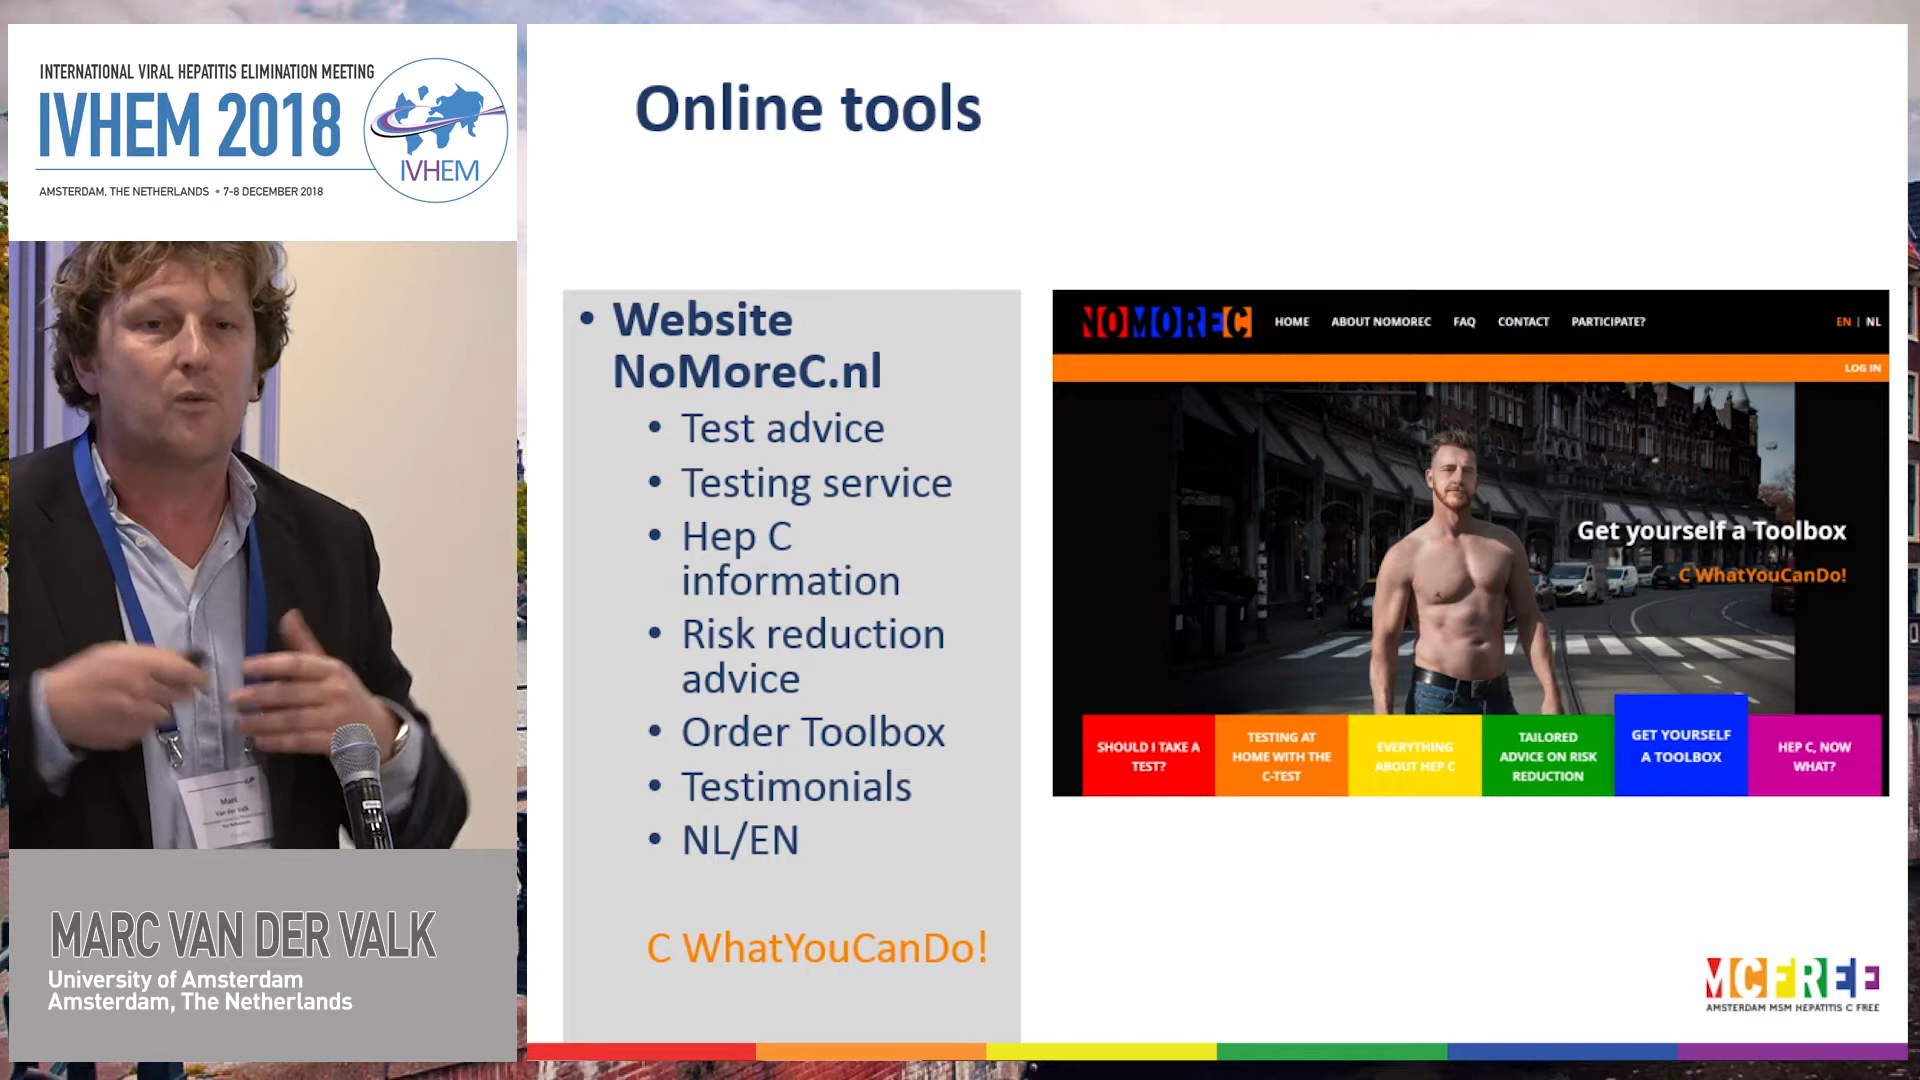 INTERNATIONAL VIRAL HEPATITIS ELIMINATION MEETING
IVHEM 2018
IVHEM
AMSTERDAM, THE NETHERLANDS • 7-8 DECEMBER 2018
Marc
Van der Valk
MARC VAN DER VALK
University of Amsterdam
Amsterdam, The Netherlands
Online tools
• Website
NoMoreC.nl
• Test advice
• Testing service
• Hep C
information
• Risk reduction
advice
• Order Toolbox
• Testimonials
• NL/EN
C WhatYouCanDo!
NOMOREC HOME ABOUT NOMOREC FAQ CONTACT PARTICIPATE? EN | NL
LOG IN
Get yourself a Toolbox
C WhatYouCanDo!
SHOULD I TAKE A
TEST?
TESTING AT
HOME WITH THE
C-TEST
EVERYTHING
ABOUT HEP C
TAILORED
ADVICE ON RISK
REDUCTION
GET YOURSELF
A TOOLBOX
HEP C, NOW
WHAT?
MCFREE
AMSTERDAM MSM HEPATITIS C FREE